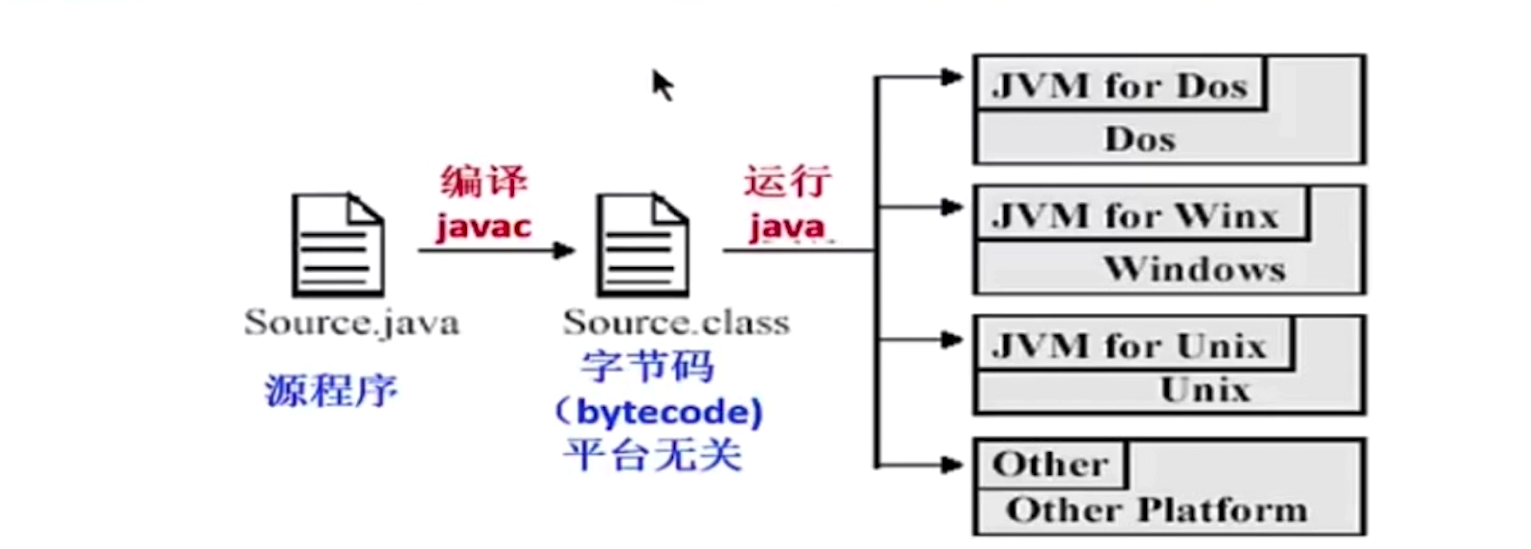 编译
javac
Source.java
源程序
运行
java
Source.class
字节码
（bytecode)
平台无关
JVM for Dos
Dos
JVM for Winx
Windows
JVM for Unix
Unix
Other
Other Platform